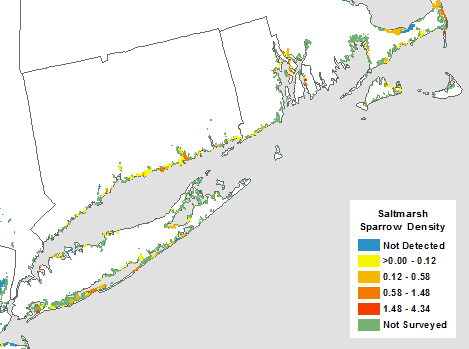 Saltmarsh
Sparrow Density
Not Detected
>0.00 - 0.12
0.12 - 0.58
0.58 - 1.48
1.48 - 4.34
Not Surveyed